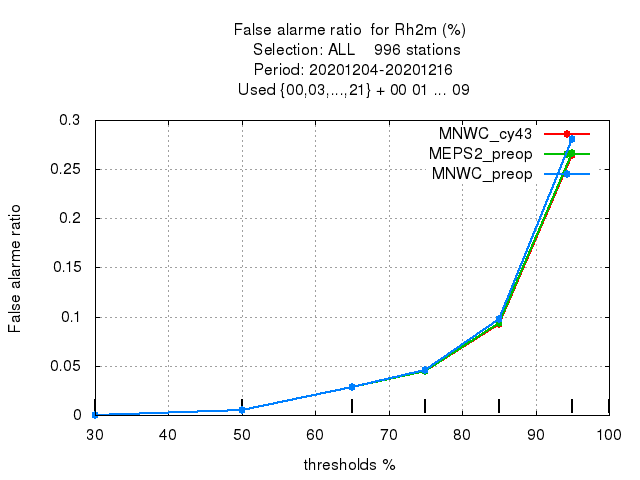 False alarme ratio for Rh2m (%)
Selection: ALL 996 stations
Period: 20201204-20201216
Used {00,03,...,21} + 00 01 ... 09
MNWC_cy43
MEPS2_preop
MNWC_preop
False alarme ratio
0.3
0.25
0.2
0.15
0.1
0.05
0
30 40 50 60 70 80 90 100
thresholds %